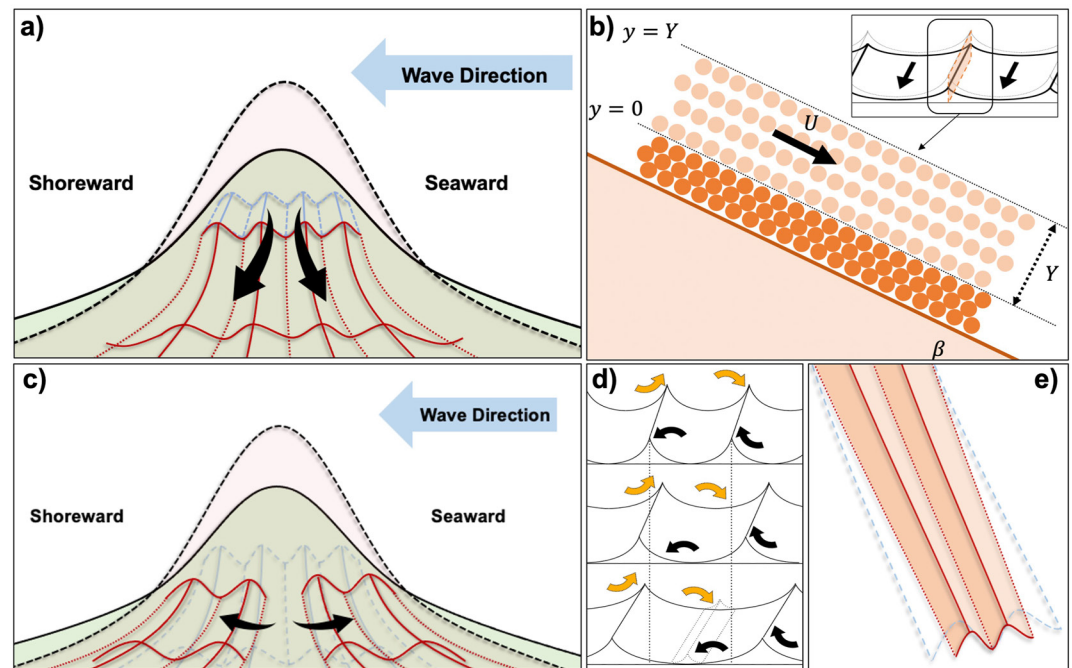 a)
Wave Direction
Shoreward
Seaward
b)
y = Y
y = 0
U
Y
β
c)
Wave Direction
Shoreward
Seaward
d)
e)